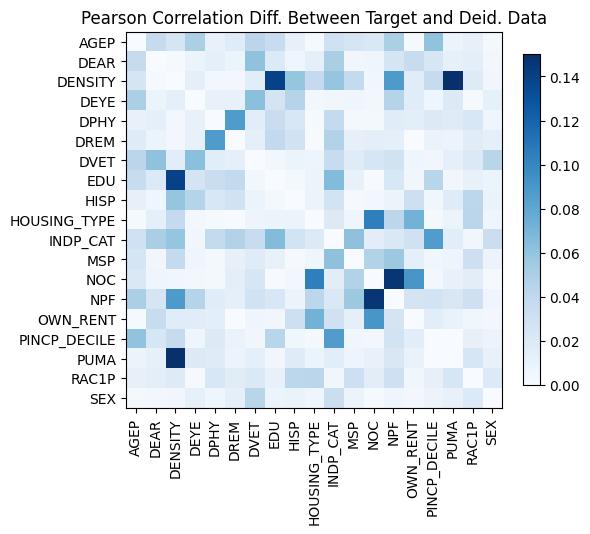 Pearson Correlation Diff. Between Target and Deid. Data
AGEP
DEAR
DENSITY
DEYE
DPHY
DREM
DVET
EDU
HISP
HOUSING_TYPE
INDP_CAT
MSP
NOC
NPF
OWN_RENT
PINCP_DECILE
PUMA
RAC1P
SEX
AGEP
DEAR
DENSITY
DEYE
DPHY
DREM
DVET
EDU
HISP
HOUSING_TYPE
INDP_CAT
MSP
NOC
NPF
OWN_RENT
PINCP_DECILE
PUMA
RAC1P
SEX
0.14
0.12
0.10
0.08
0.06
0.04
0.02
0.00